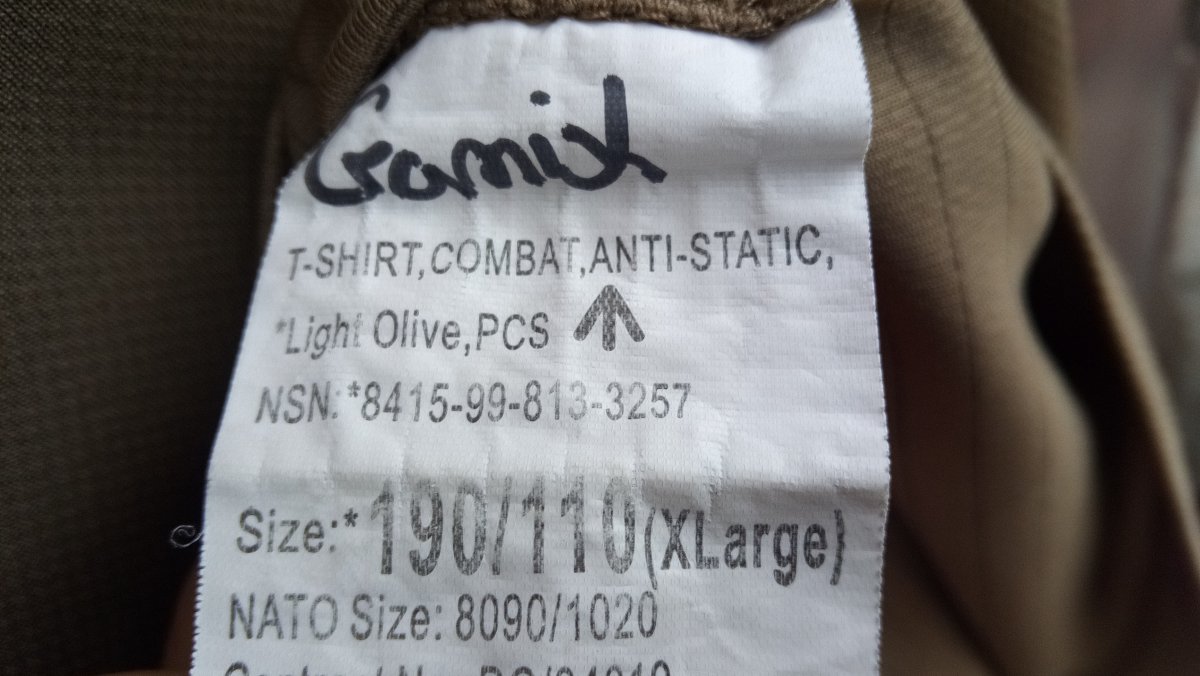 T-SHIRT,COMBAT,ANTI-STATIC,
*Light Olive,PCS
NSN:*8415-99-813-3257
Size:*190/110(XLarge)
NATO Size: 8090/1020